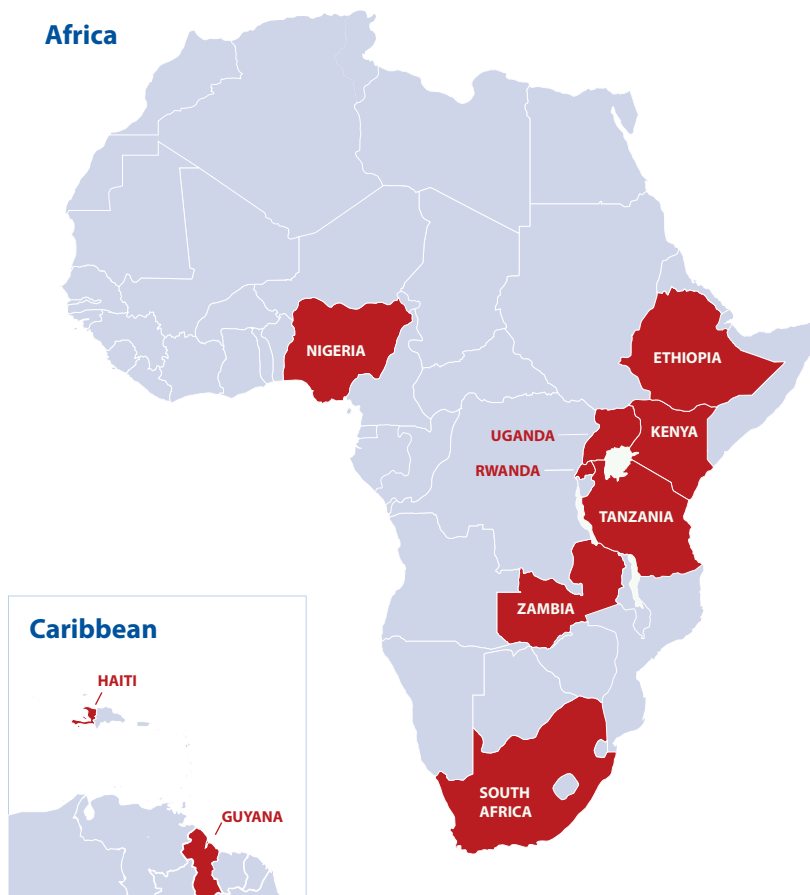 Africa
NIGERIA
ETHIOPIA
UGANDA
KENYA
RWANDA
TANZANIA
ZAMBIA
SOUTH
AFRICA
Caribbean
HAITI
GUYANA